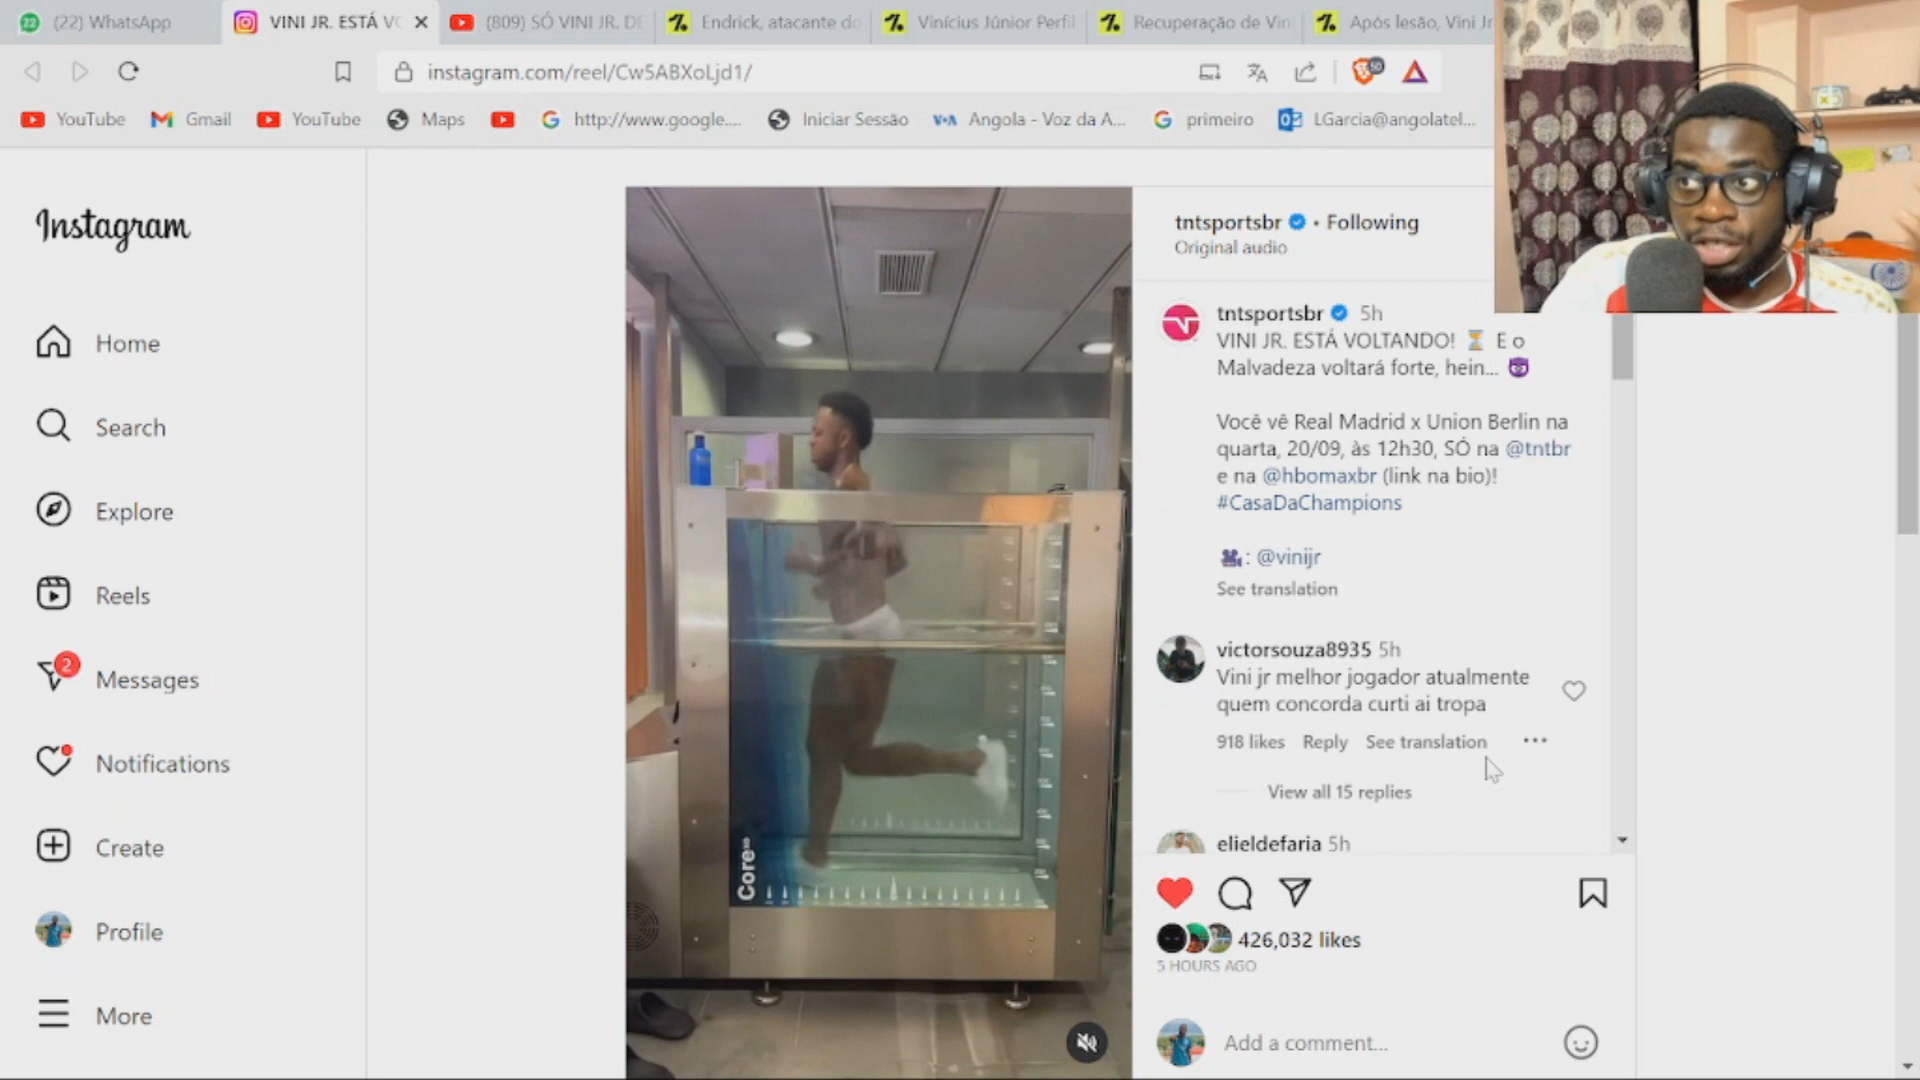 (22) WhatsApp
VINI JR. ESTÁ VO
(809) SÓ VINI JR. DE
Endrick, atacante do
Vinícius Júnior Perfil
Recuperação de Vin
Após lesão, Vini Jr
instagram.com/reel/Cw5ABXoLjd1/
50
YouTube
Gmail
YouTube
Maps
http://www.google....
Iniciar Sessão
VOA Angola - Voz da A...
primeiro
LGarcia@angolatel...
Instagram
Home
Search
Explore
Reels
2
Messages
Notifications
Create
Profile
More
Core
tntsportsbr • Following
Original audio
tntsportsbr 5h
VINI JR. ESTÁ VOLTANDO! ⏳ E o
Malvadeza voltará forte, hein... 😈
Você vê Real Madrid x Union Berlin na
quarta, 20/09, às 12h30, SÓ na @tntbr
e na @hbomaxbr (link na bio)!
#CasaDaChampions
🎥: @vinijr
See translation
victorsouza8935 5h
Vini jr melhor jogador atualmente
quem concorda curti ai tropa
918 likes Reply See translation
View all 15 replies
elieldefaria 5h
426,032 likes
5 HOURS AGO
Add a comment...